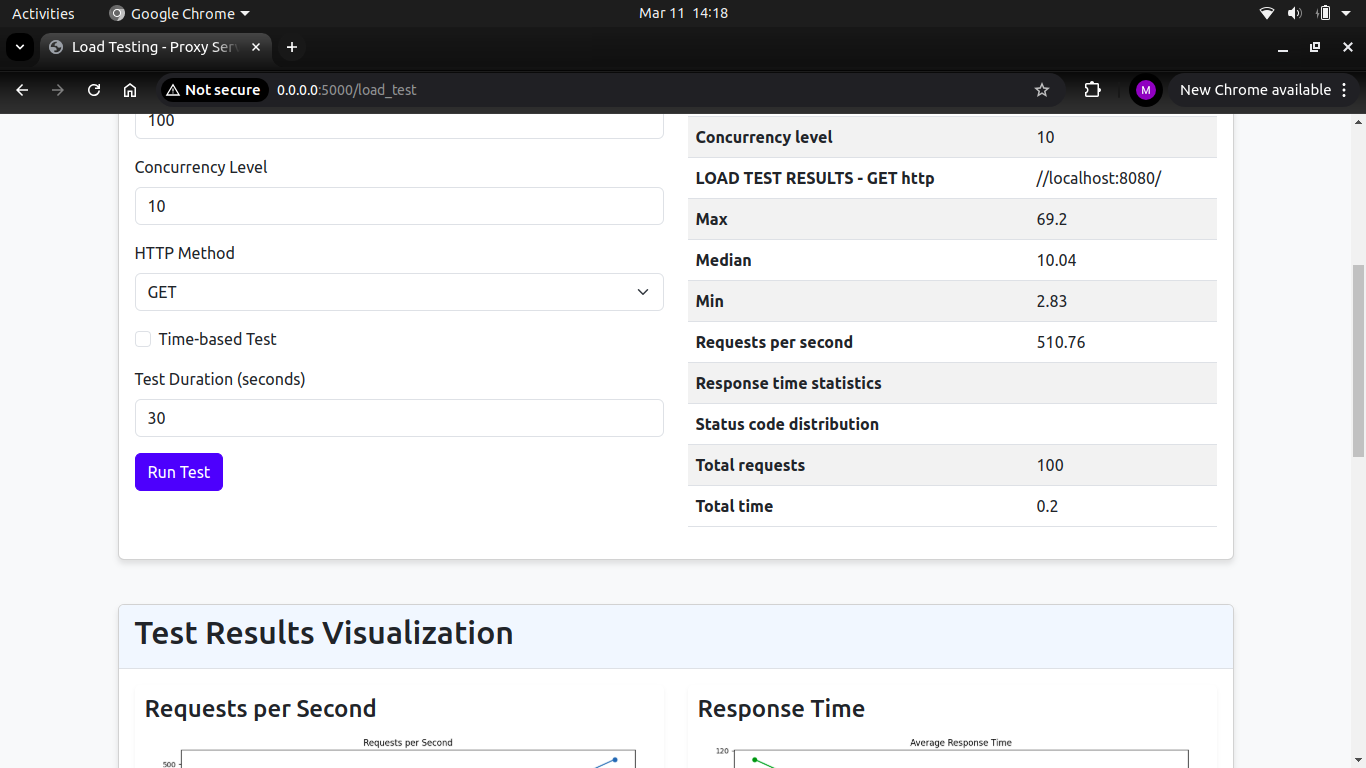 Activities
Google Chrome
Mar 11 14:18
Load Testing - Proxy Serv
Not secure
0.0.0.0:5000/load_test
M
New Chrome available
100
Concurrency Level
10
HTTP Method
GET
Time-based Test
Test Duration (seconds)
30
Run Test
Concurrency level 10
LOAD TEST RESULTS - GET http //localhost:8080/
Max 69.2
Median 10.04
Min 2.83
Requests per second 510.76
Response time statistics
Status code distribution
Total requests 100
Total time 0.2
Test Results Visualization
Requests per Second
Requests per Second
500
Response Time
Average Response Time
120